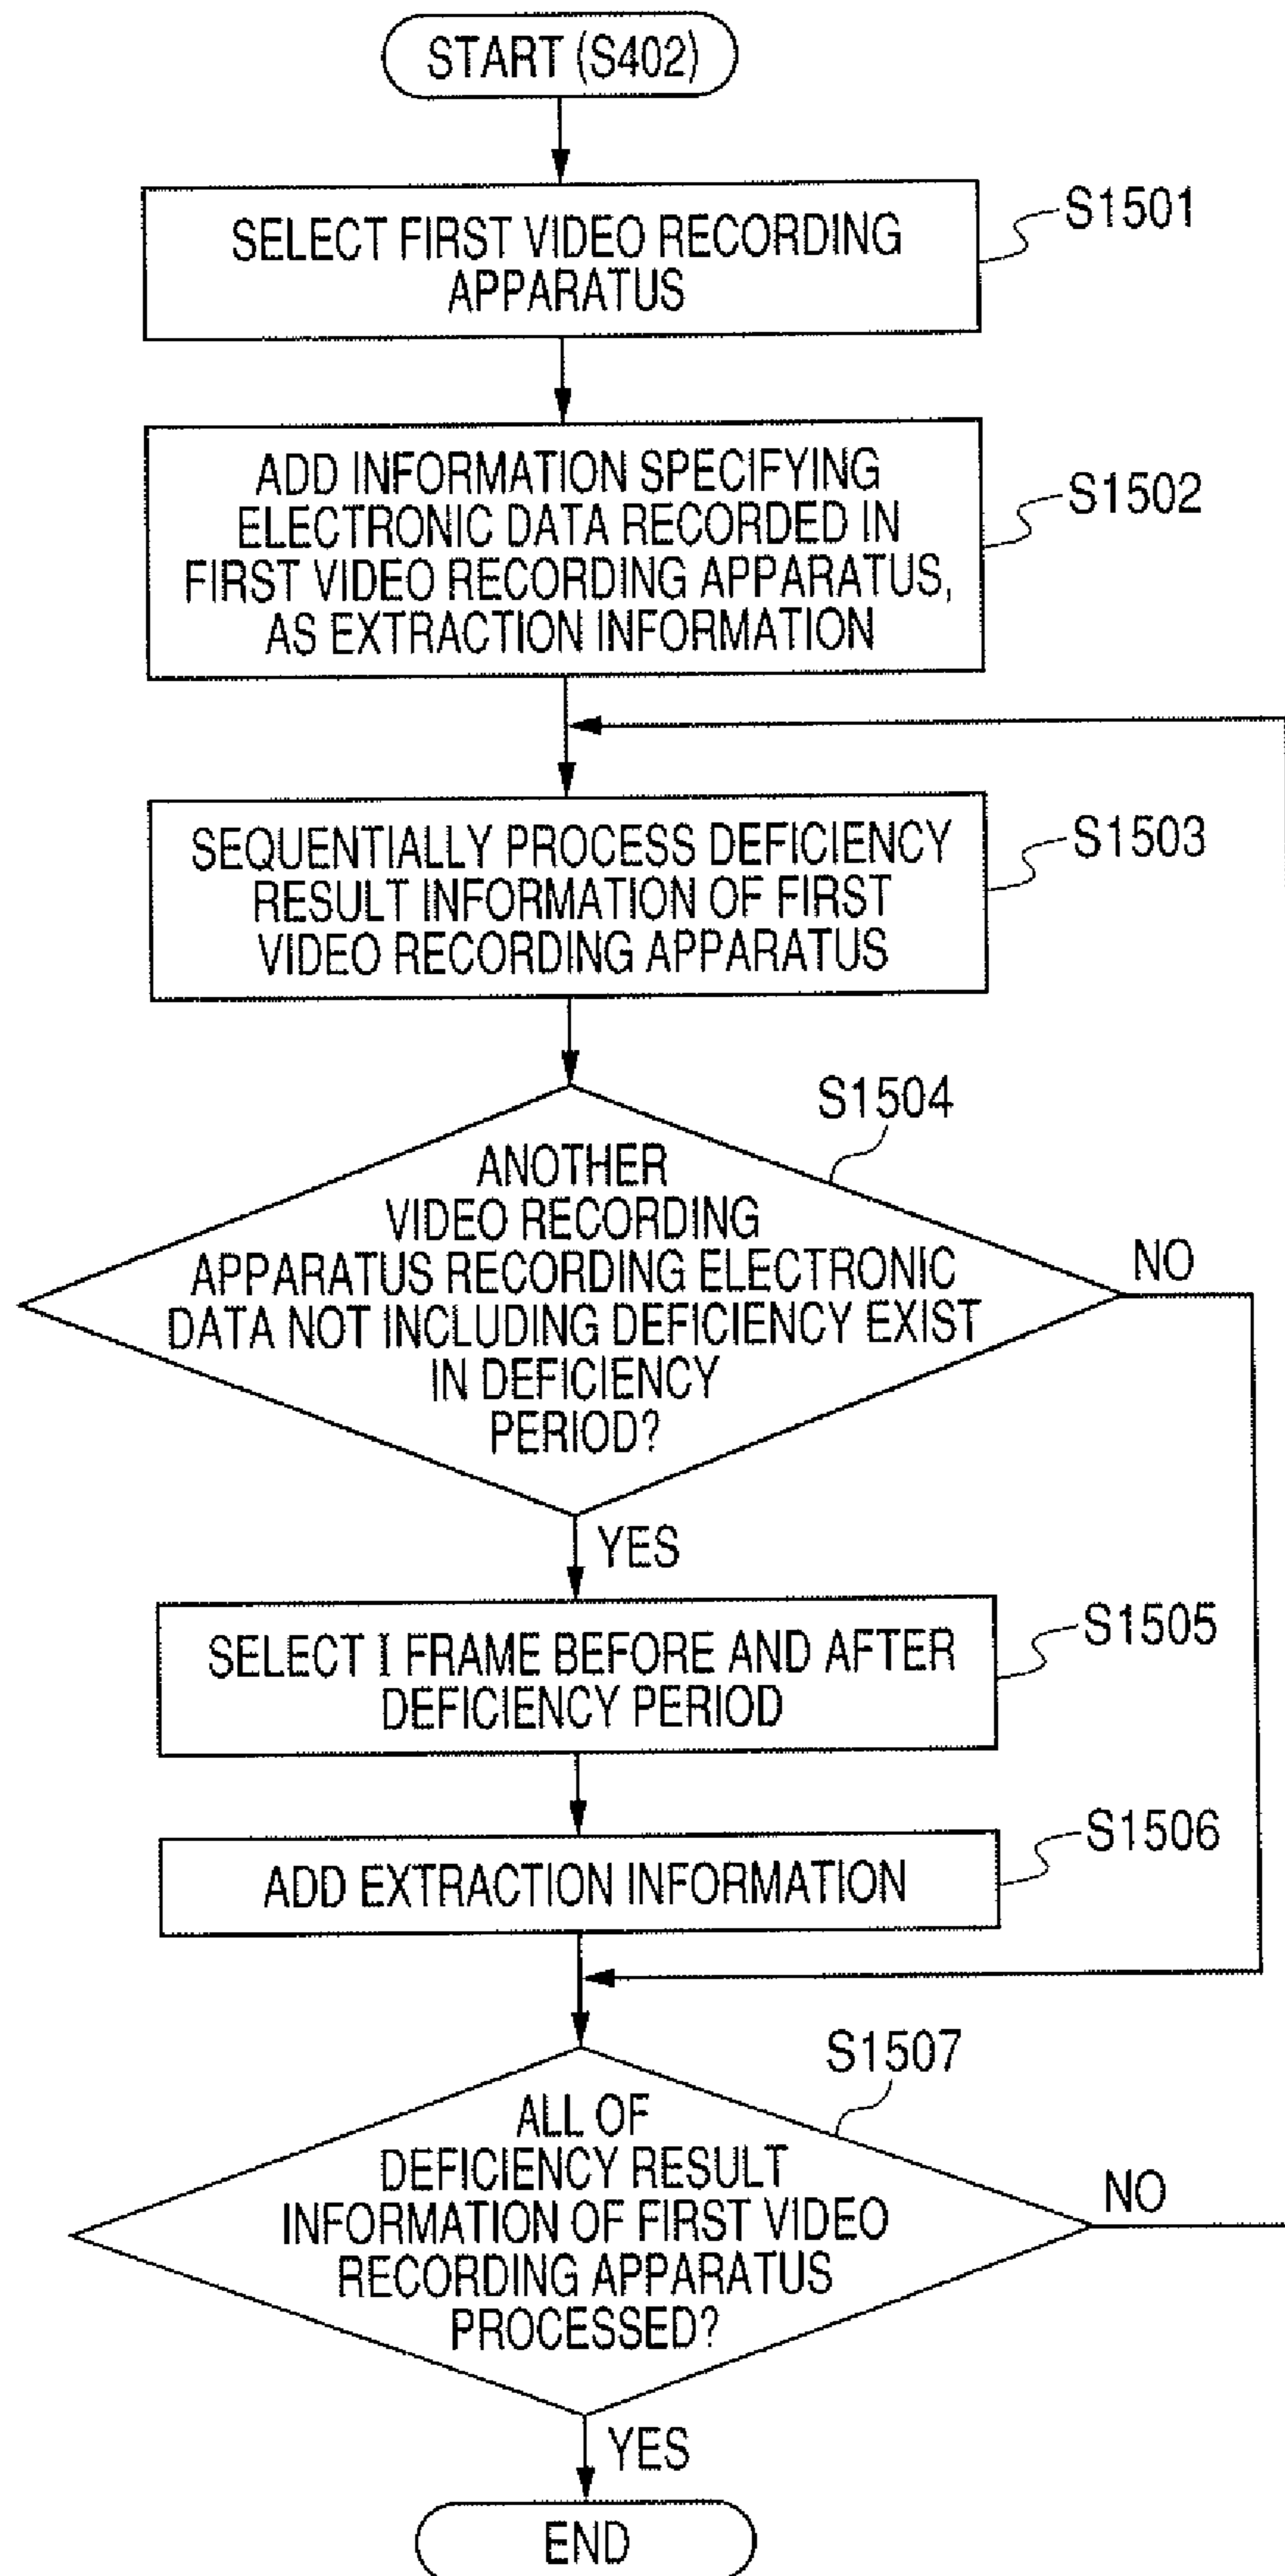 START (S402)
S1501
SELECT FIRST VIDEO RECORDING
APPARATUS
S1502
ADD INFORMATION SPECIFYING
ELECTRONIC DATA RECORDED IN
FIRST VIDEO RECORDING APPARATUS,
AS EXTRACTION INFORMATION
S1503
SEQUENTIALLY PROCESS DEFICIENCY
RESULT INFORMATION OF FIRST
VIDEO RECORDING APPARATUS
S1504
ANOTHER
VIDEO RECORDING
APPARATUS RECORDING ELECTRONIC
DATA NOT INCLUDING DEFICIENCY EXIST
IN DEFICIENCY
PERIOD?
NO
YES
S1505
SELECT I FRAME BEFORE AND AFTER
DEFICIENCY PERIOD
S1506
ADD EXTRACTION INFORMATION
S1507
ALL OF
DEFICIENCY RESULT
INFORMATION OF FIRST VIDEO
RECORDING APPARATUS
PROCESSED?
NO
YES
END